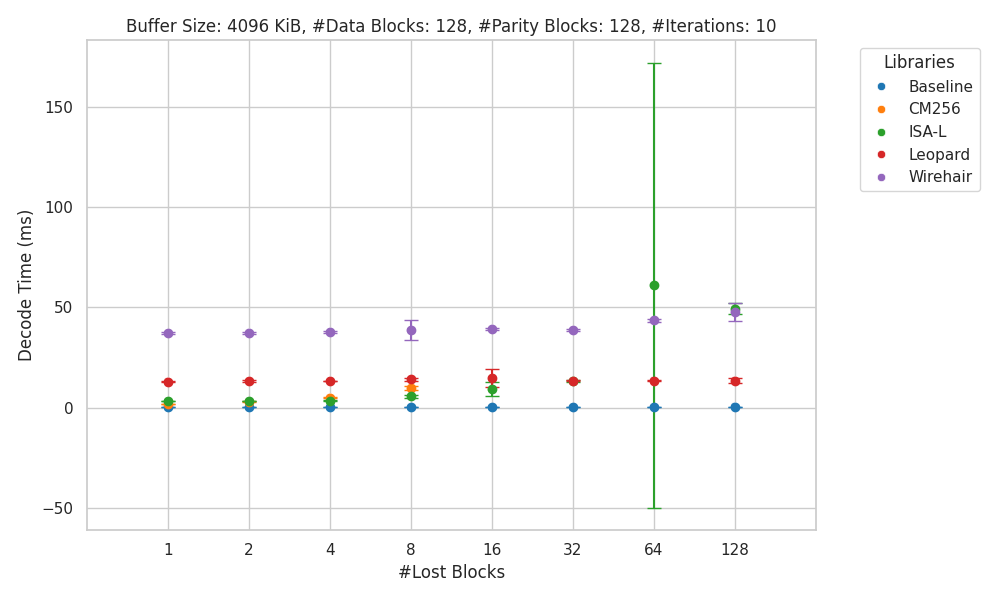 Buffer Size: 4096 KiB, #Data Blocks: 128, #Parity Blocks: 128, #Iterations: 10
Libraries
Baseline
CM256
ISA-L
Leopard
Wirehair
Decode Time (ms)
150
100
50
0
−50
1 2 4 8 16 32 64 128
#Lost Blocks